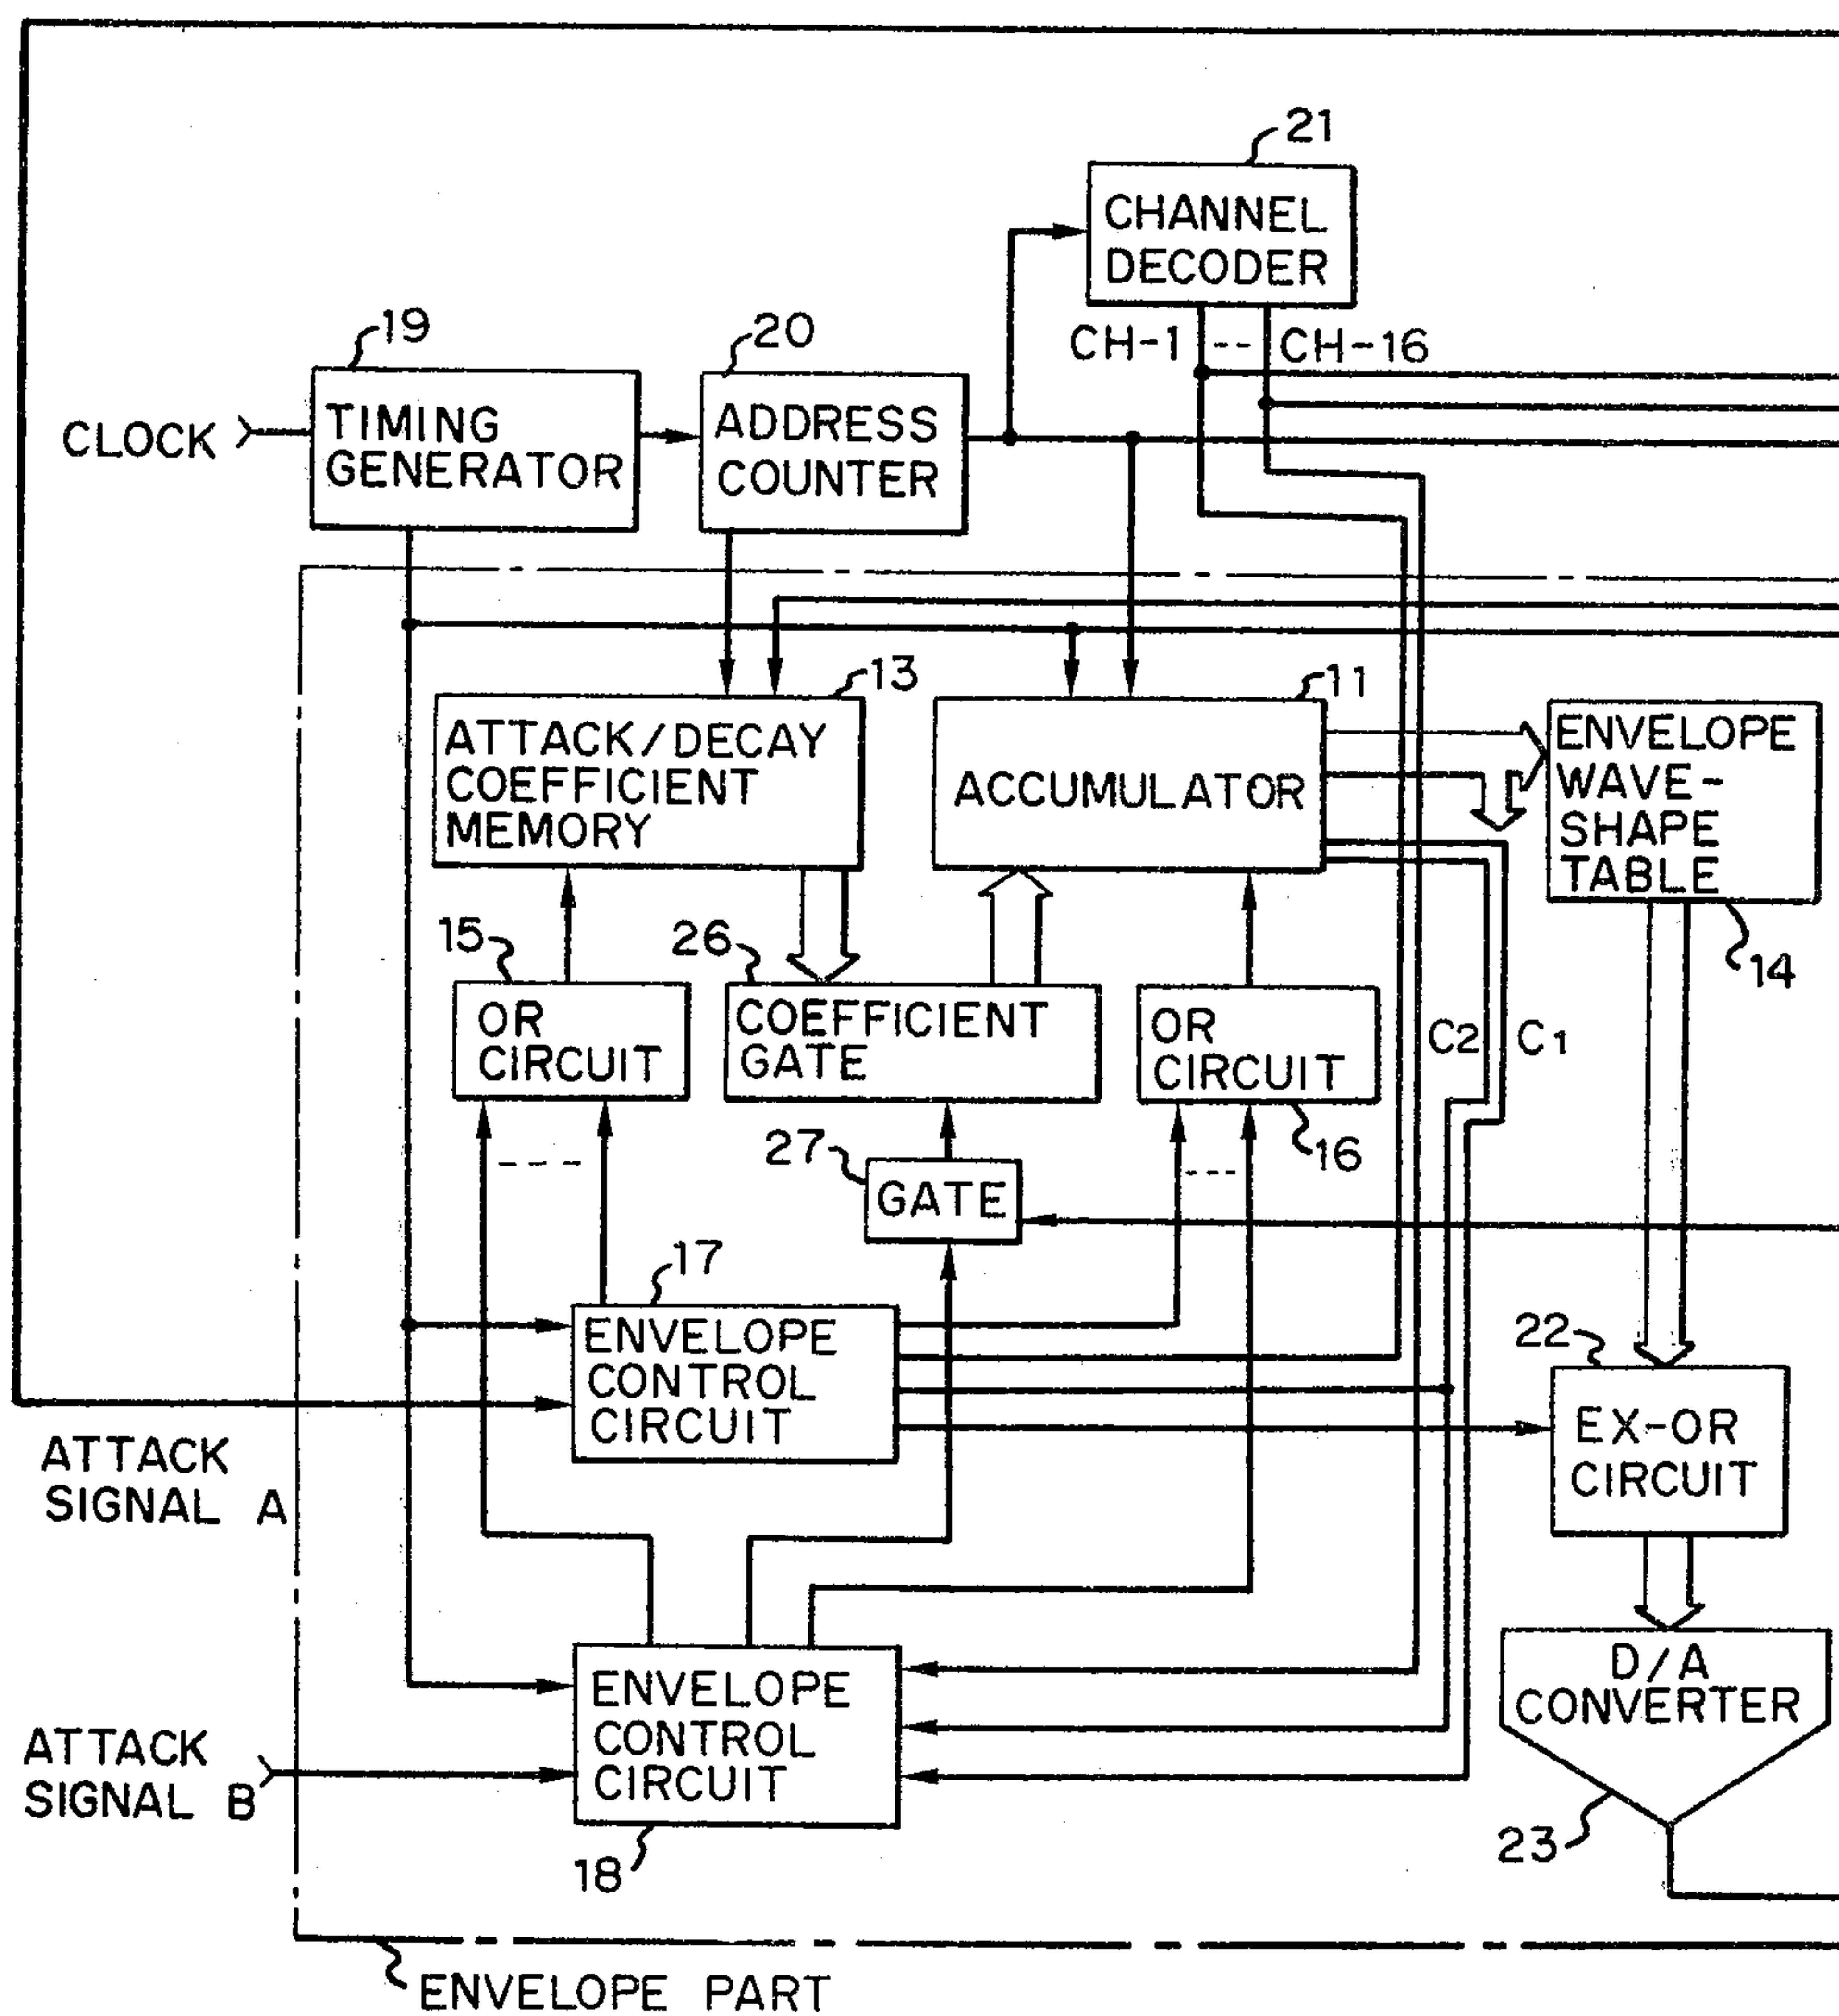 21
CHANNEL
DECODER
CH-1 -- CH-16
19
20
CLOCK
TIMING
GENERATOR
ADDRESS
COUNTER
13
11
ATTACK/DECAY
COEFFICIENT
MEMORY
ACCUMULATOR
ENVELOPE
WAVE-
SHAPE
TABLE
14
15
26
OR
CIRCUIT
COEFFICIENT
GATE
OR
CIRCUIT
C2
C1
16
27
GATE
17
ENVELOPE
CONTROL
CIRCUIT
22
EX-OR
CIRCUIT
ATTACK
SIGNAL A
ENVELOPE
CONTROL
CIRCUIT
18
D/A
CONVERTER
23
ATTACK
SIGNAL B
ENVELOPE PART